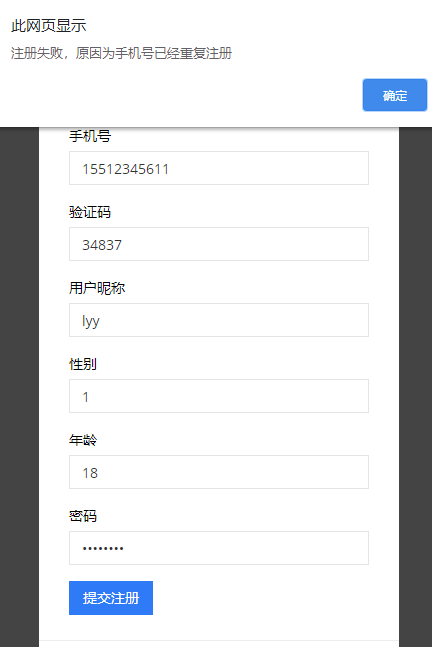 此网页显示
注册失败，原因为手机号已经重复注册
确定
手机号
15512345611
验证码
34837
用户昵称
lyy
性别
1
年龄
18
密码
••••••••
提交注册